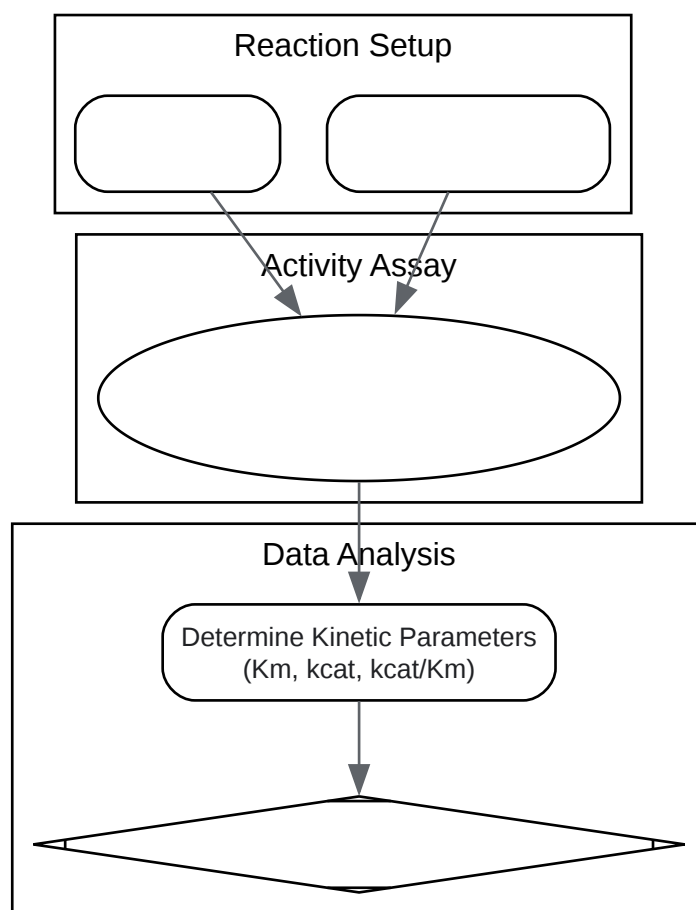 Reaction Setup
Activity Assay
Data Analysis
Determine Kinetic Parameters
(Km, kcat, kcat/Km)